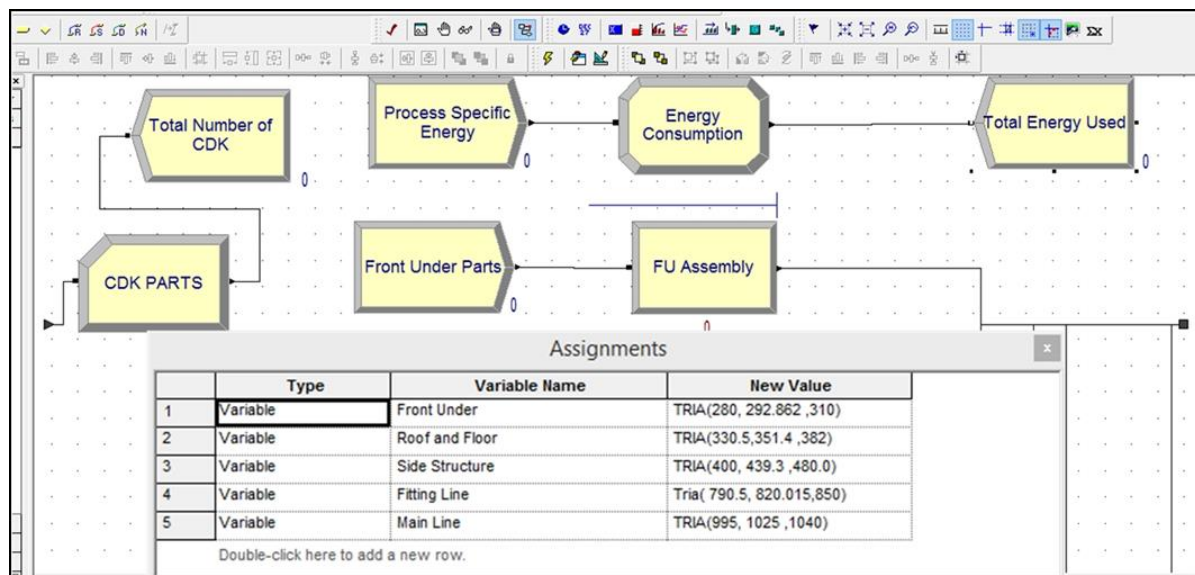 Total Number of
CDK
0
Process Specific
Energy
0
Energy
Consumption
Total Energy Used
0
CDK PARTS
Front Under Parts
0
FU Assembly
0
Assignments
x
Type Variable Name New Value
1 Variable Front Under TRIA(280, 292.862 ,310)
2 Variable Roof and Floor TRIA(330.5,351.4 ,382)
3 Variable Side Structure TRIA(400, 439.3 ,480.0)
4 Variable Fitting Line Tria( 790.5, 820.015,850)
5 Variable Main Line TRIA(995, 1025 ,1040)
Double-click here to add a new row.